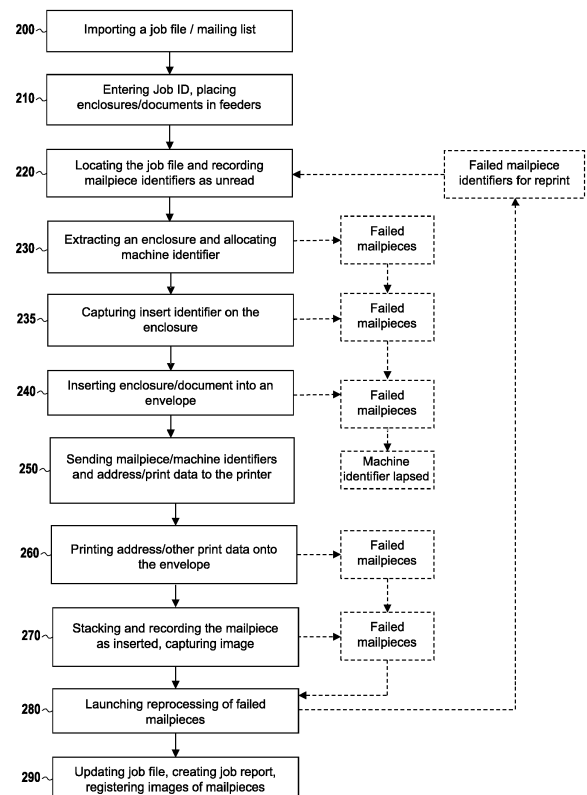 200
Importing a job file / mailing list
210
Entering Job ID, placing
enclosures/documents in feeders
220
Locating the job file and recording
mailpiece identifiers as unread
Failed mailpiece
identifiers for reprint
230
Extracting an enclosure and allocating
machine identifier
Failed
mailpieces
235
Capturing insert identifier on the
enclosure
Failed
mailpieces
240
Inserting enclosure/document into an
envelope
Failed
mailpieces
250
Sending mailpiece/machine identifiers
and address/print data to the printer
Machine
identifier lapsed
260
Printing address/other print data onto
the envelope
Failed
mailpieces
270
Stacking and recording the mailpiece
as inserted, capturing image
Failed
mailpieces
280
Launching reprocessing of failed
mailpieces
290
Updating job file, creating job report,
registering images of mailpieces